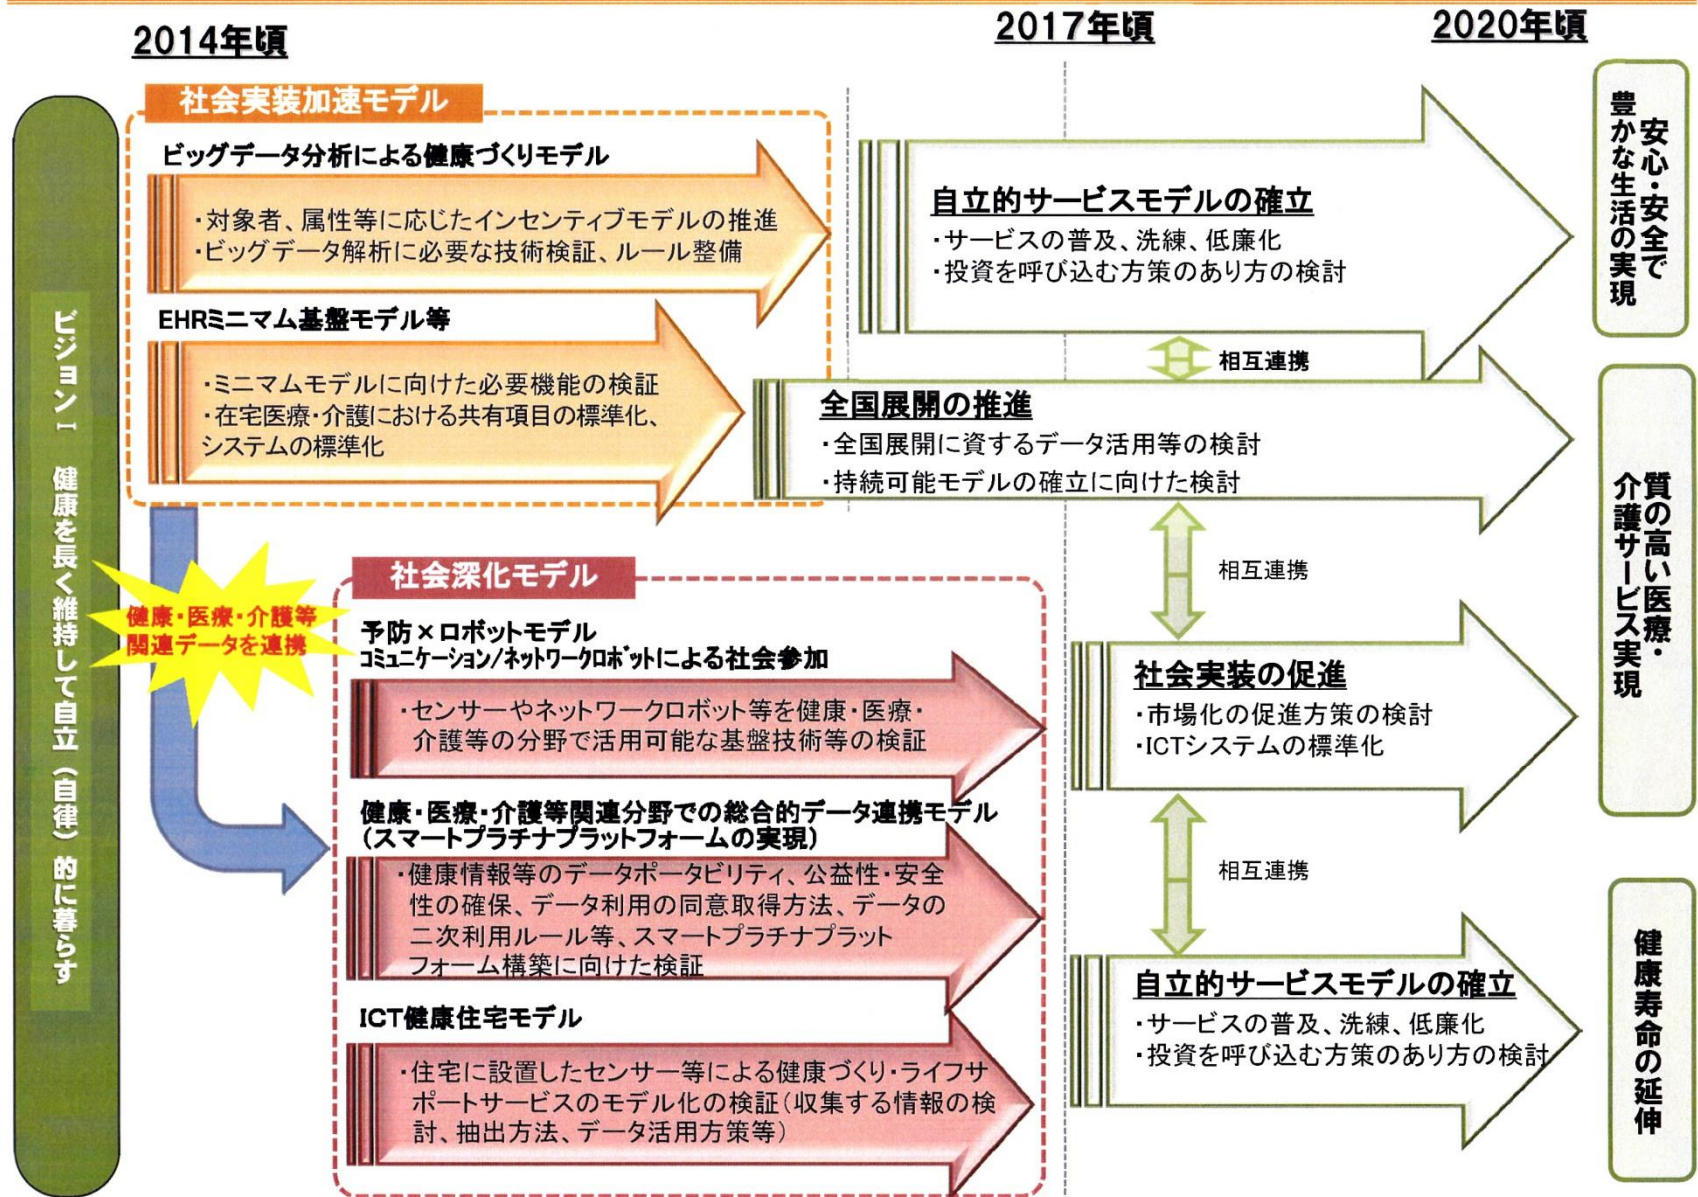 2014年頃
2017年頃
2020年頃
ビジョンⅠ 健康を長く維持して自立（自律）的に暮らす
社会実装加速モデル
ビッグデータ分析による健康づくりモデル
・対象者、属性等に応じたインセンティブモデルの推進
・ビッグデータ解析に必要な技術検証、ルール整備
EHRミニマム基盤モデル等
・ミニマムモデルに向けた必要機能の検証
・在宅医療・介護における共有項目の標準化、
システムの標準化
自立的サービスモデルの確立
・サービスの普及、洗練、低廉化
・投資を呼び込む方策のあり方の検討
相互連携
全国展開の推進
・全国展開に資するデータ活用等の検討
・持続可能モデルの確立に向けた検討
相互連携
健康・医療・介護等
関連データを連携
社会深化モデル
予防×ロボットモデル
コミュニケーション/ネットワークロボットによる社会参加
・センサーやネットワークロボット等を健康・医療・
介護等の分野で活用可能な基盤技術等の検証
健康・医療・介護等関連分野での総合的データ連携モデル
（スマートプラチナプラットフォームの実現）
・健康情報等のデータポータビリティ、公益性・安全
性の確保、データ利用の同意取得方法、データの
二次利用ルール等、スマートプラチナプラット
フォーム構築に向けた検証
ICT健康住宅モデル
・住宅に設置したセンサー等による健康づくり・ライフサ
ポートサービスのモデル化の検証（収集する情報の検
討、抽出方法、データ活用方策等）
社会実装の促進
・市場化の促進方策の検討
・ICTシステムの標準化
相互連携
自立的サービスモデルの確立
・サービスの普及、洗練、低廉化
・投資を呼び込む方策のあり方の検討
安心・安全で
豊かな生活の実現
質の高い医療・
介護サービス実現
健康寿命の延伸